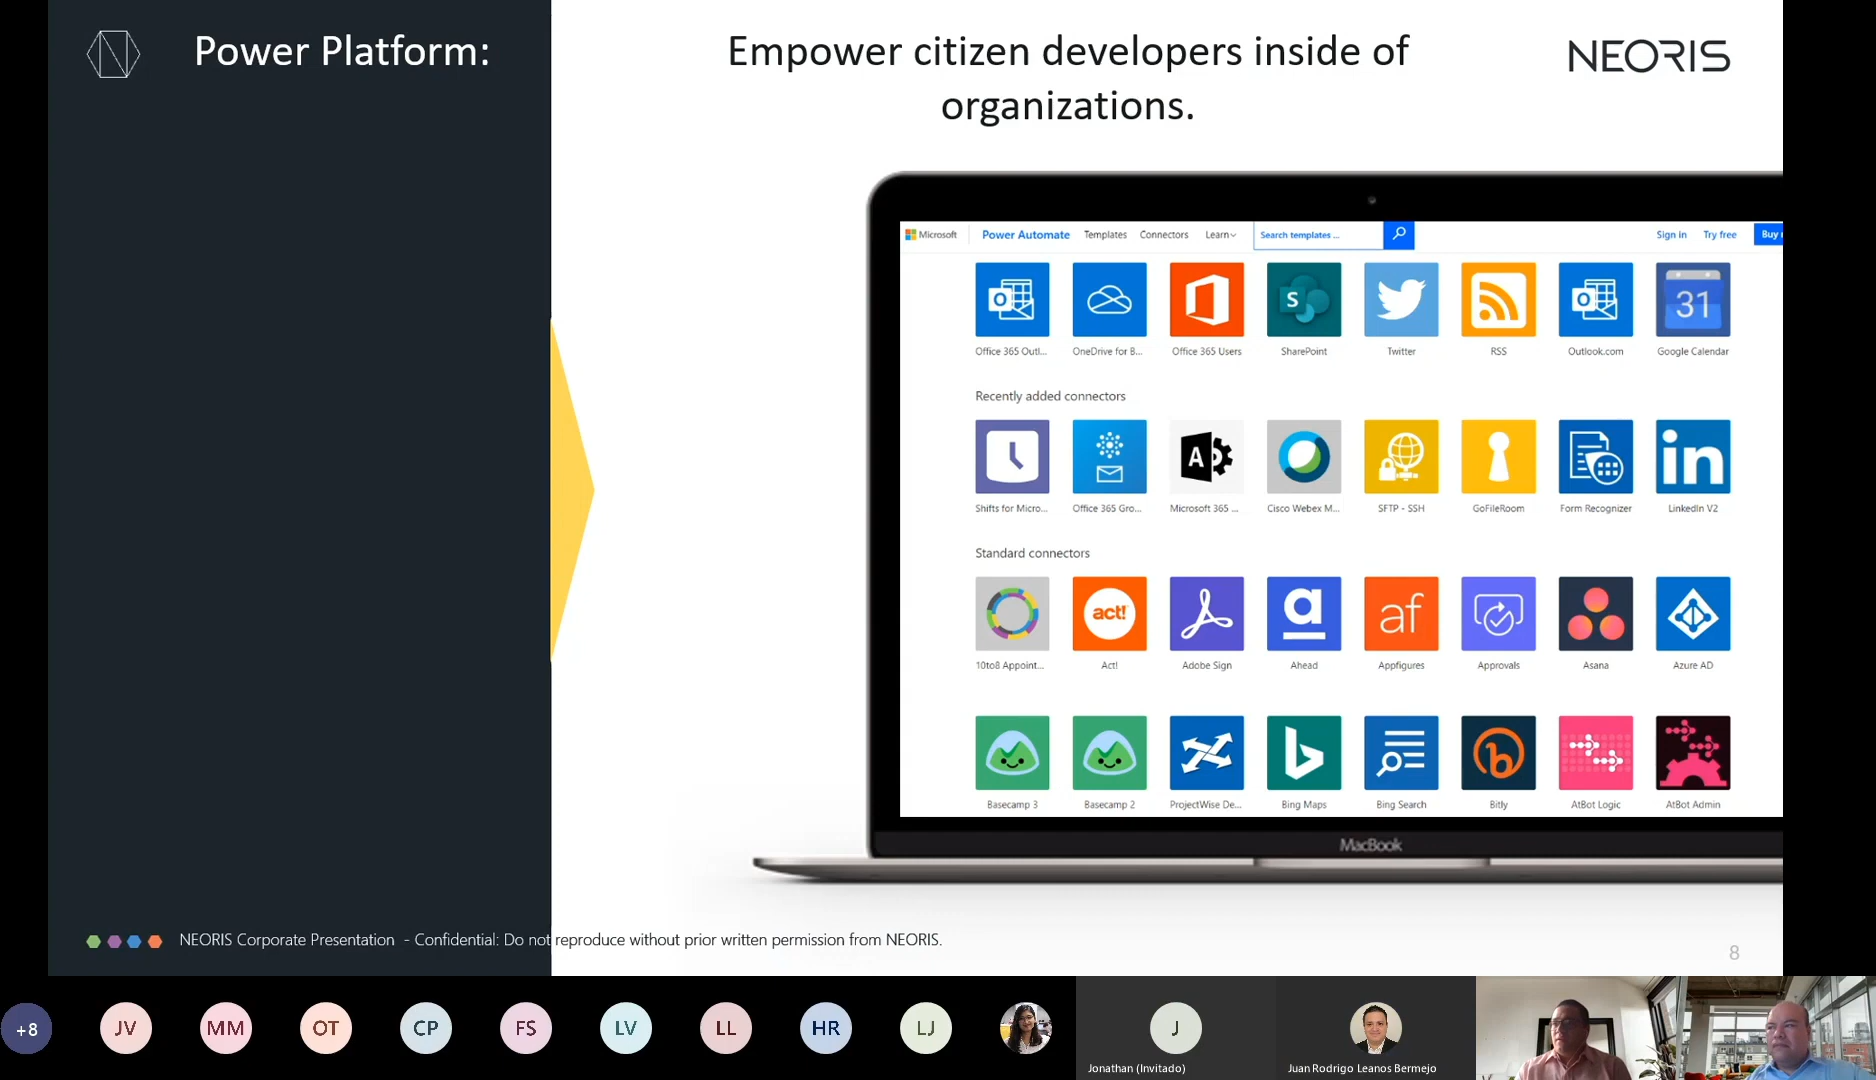 Power Platform:
Empower citizen developers inside of
organizations.
NEORIS
Microsoft
Power Automate
Templates
Connectors
Learn
Search templates ...
Sign in
Try free
Buy
Office 365 Outl...
OneDrive for B...
Office 365 Users
SharePoint
Twitter
RSS
Outlook.com
31
Google Calendar
Recently added connectors
Shifts for Micro...
Office 365 Gro...
Microsoft 365 ...
Cisco Webex M...
SFTP - SSH
GoFileRoom
Form Recognizer
in
LinkedIn V2
Standard connectors
10to8 Appoint...
act!
Act!
Adobe Sign
a
Ahead
af
Appfigures
Approvals
Asana
Azure AD
Basecamp 3
Basecamp 2
ProjectWise De...
Bing Maps
Bing Search
Bitly
AtBot Logic
AtBot Admin
MacBook
NEORIS Corporate Presentation - Confidential: Do not reproduce without prior written permission from NEORIS.
8
+8
JV
MM
OT
CP
FS
LV
LL
HR
LJ
J
Jonathan (Invitado)
Juan Rodrigo Leanos Bermejo